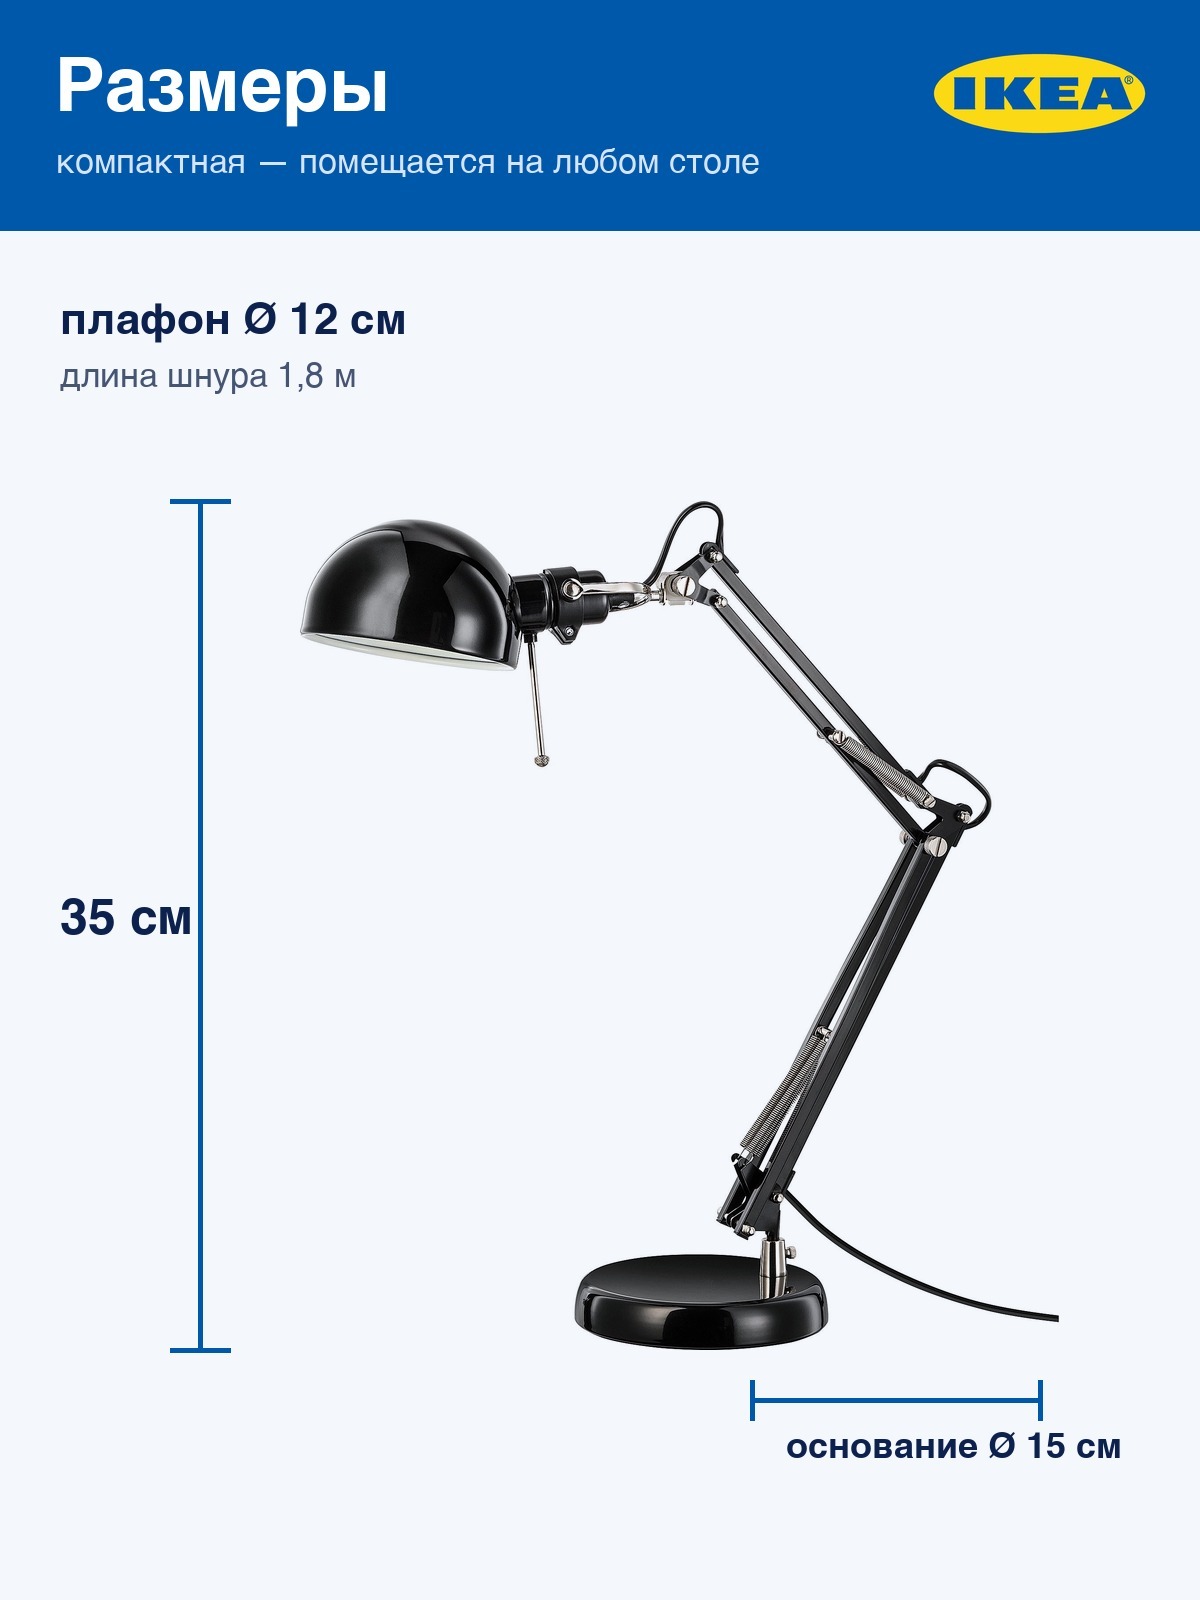 Размеры
IKEA®
компактная — помещается на любом столе
плафон Ø 12 см
длина шнура 1,8 м
35 см
основание Ø 15 см